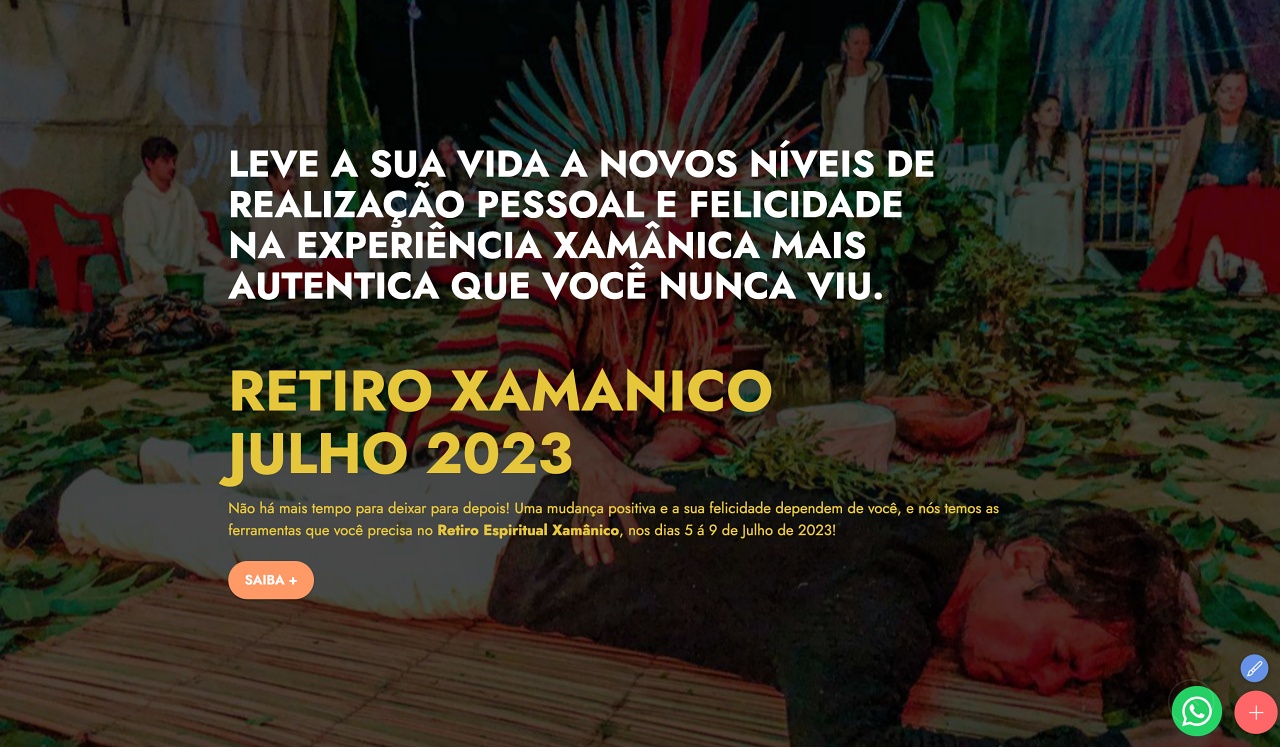 LEVE A SUA VIDA A NOVOS NÍVEIS DE
REALIZAÇÃO PESSOAL E FELICIDADE
NA EXPERIÊNCIA XAMÂNICA MAIS
AUTENTICA QUE VOCÊ NUNCA VIU.
RETIRO XAMANICO
JULHO 2023
Não há mais tempo para deixar para depois! Uma mudança positiva e a sua felicidade dependem de você, e nós temos as
ferramentas que você precisa no Retiro Espiritual Xamânico, nos dias 5 á 9 de Julho de 2023!
SAIBA +